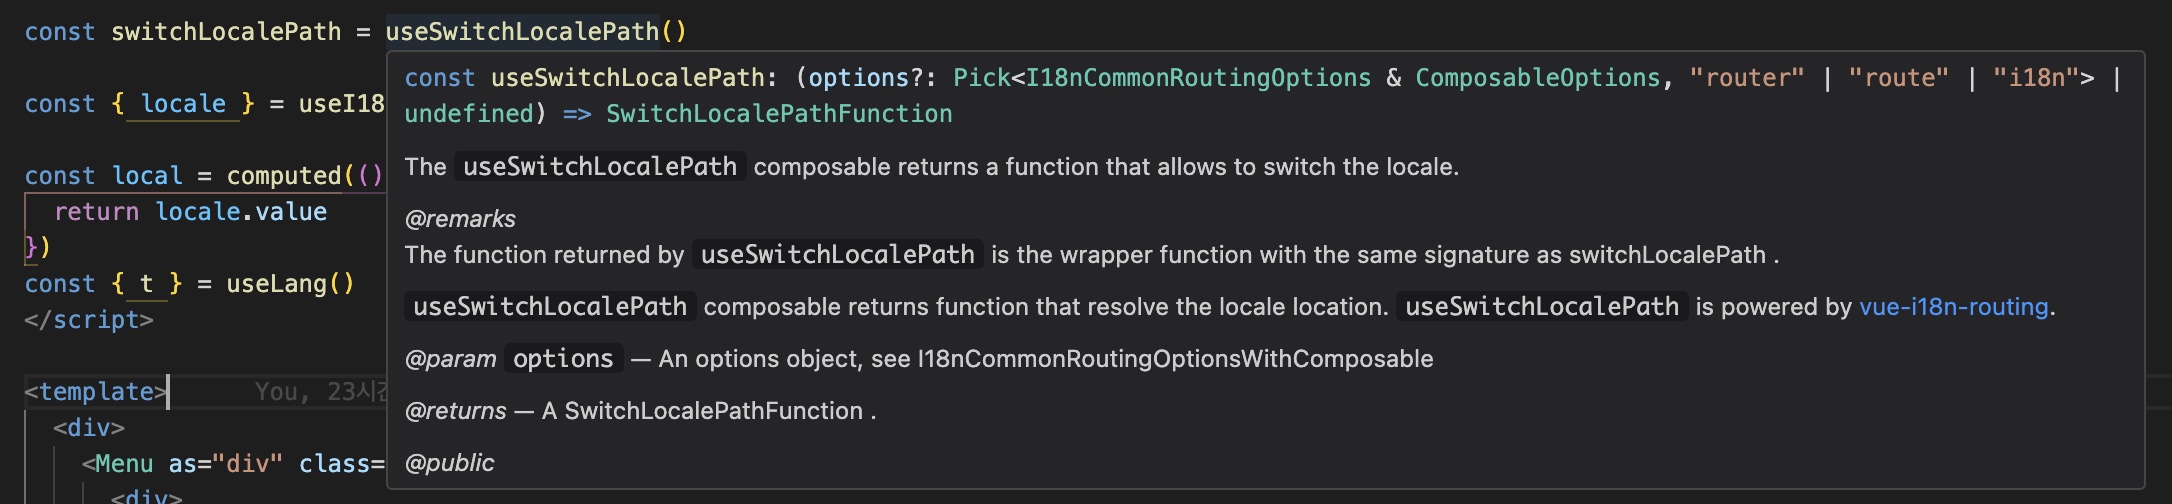 const switchLocalePath = useSwitchLocalePath()
const useSwitchLocalePath: (options?: Pick<I18nCommonRoutingOptions & ComposableOptions, "router" | "route" | "i18n"> |
undefined) => SwitchLocalePathFunction
const { locale } = useI18
The useSwitchLocalePath composable returns a function that allows to switch the locale.
const local = computed(()
return locale.value
})
@remarks
The function returned by useSwitchLocalePath is the wrapper function with the same signature as switchLocalePath .
const { t } = useLang()
</script>
useSwitchLocalePath composable returns function that resolve the locale location. useSwitchLocalePath is powered by vue-i18n-routing.
@param options — An options object, see I18nCommonRoutingOptionsWithComposable
<template> You, 23시간
@returns — A SwitchLocalePathFunction .
<div>
<Menu as="div" class=
@public
<div>